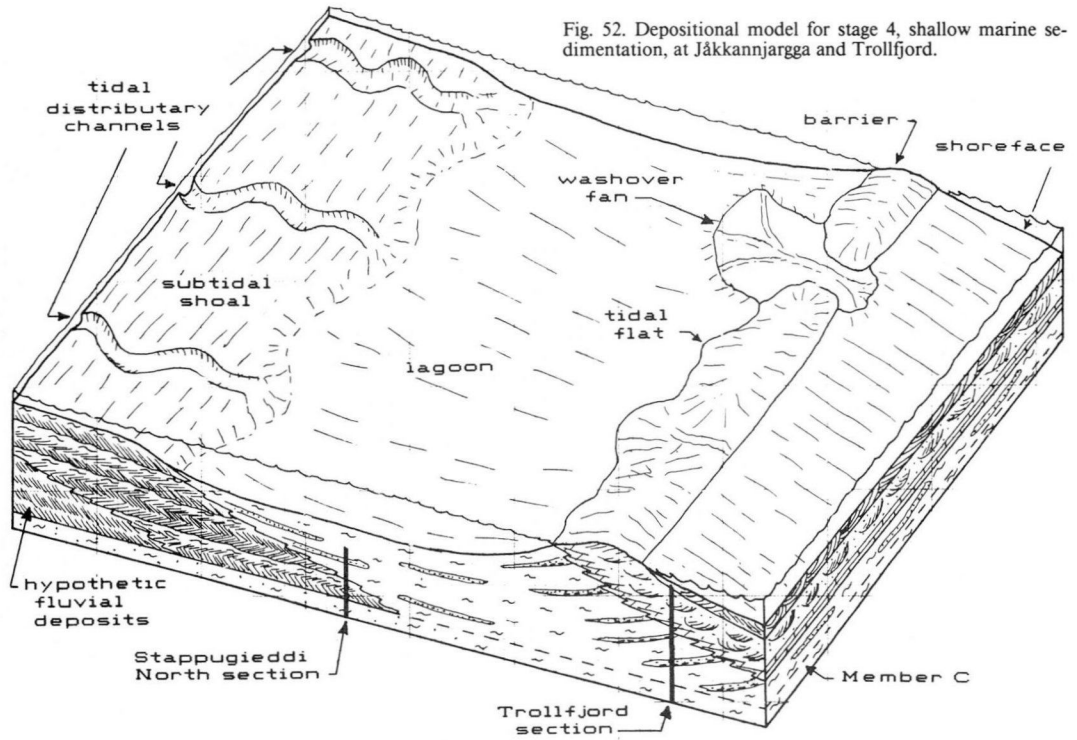 Fig. 52. Depositional model for stage 4, shallow marine se-
dimentation, at Jåkkannjargga and Trollfjord.
tidal
distributary
channels
barrier
shoreface
washover
fan
subtidal
shoal
tidal
flat
lagoon
hypothetic
fluvial
deposits
Stappugieddi
North section
Member C
Trollfjord
section